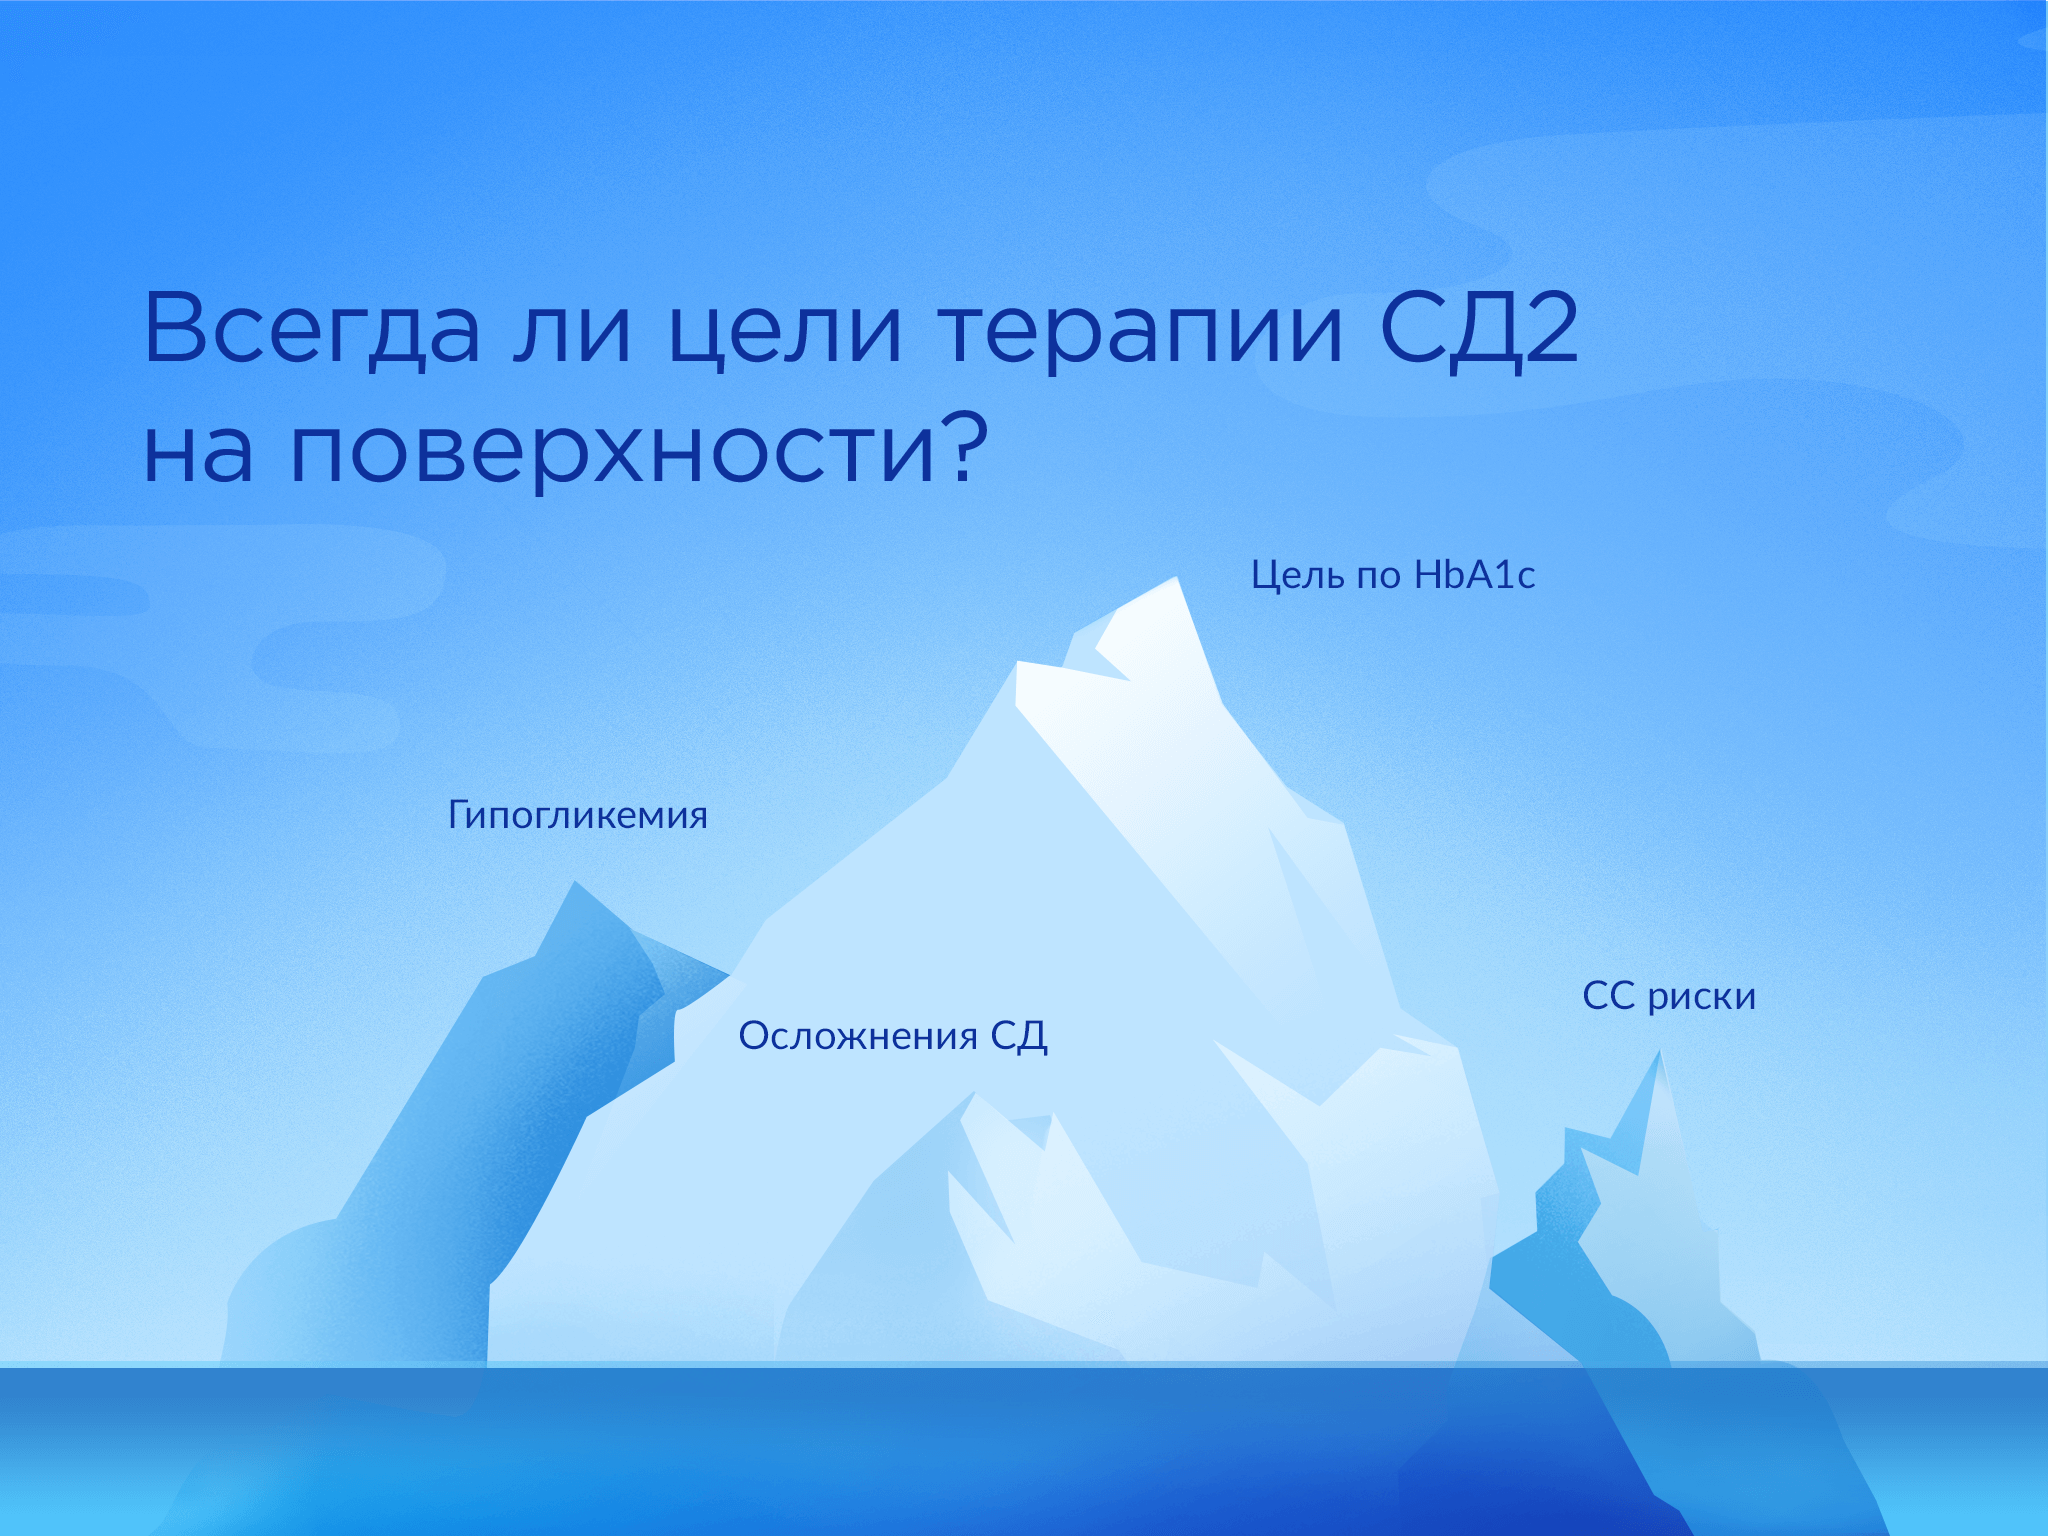 Всегда ли цели терапии СД2
на поверхности?
Цель по HbA1c
Гипогликемия
СС риски
Осложнения СД